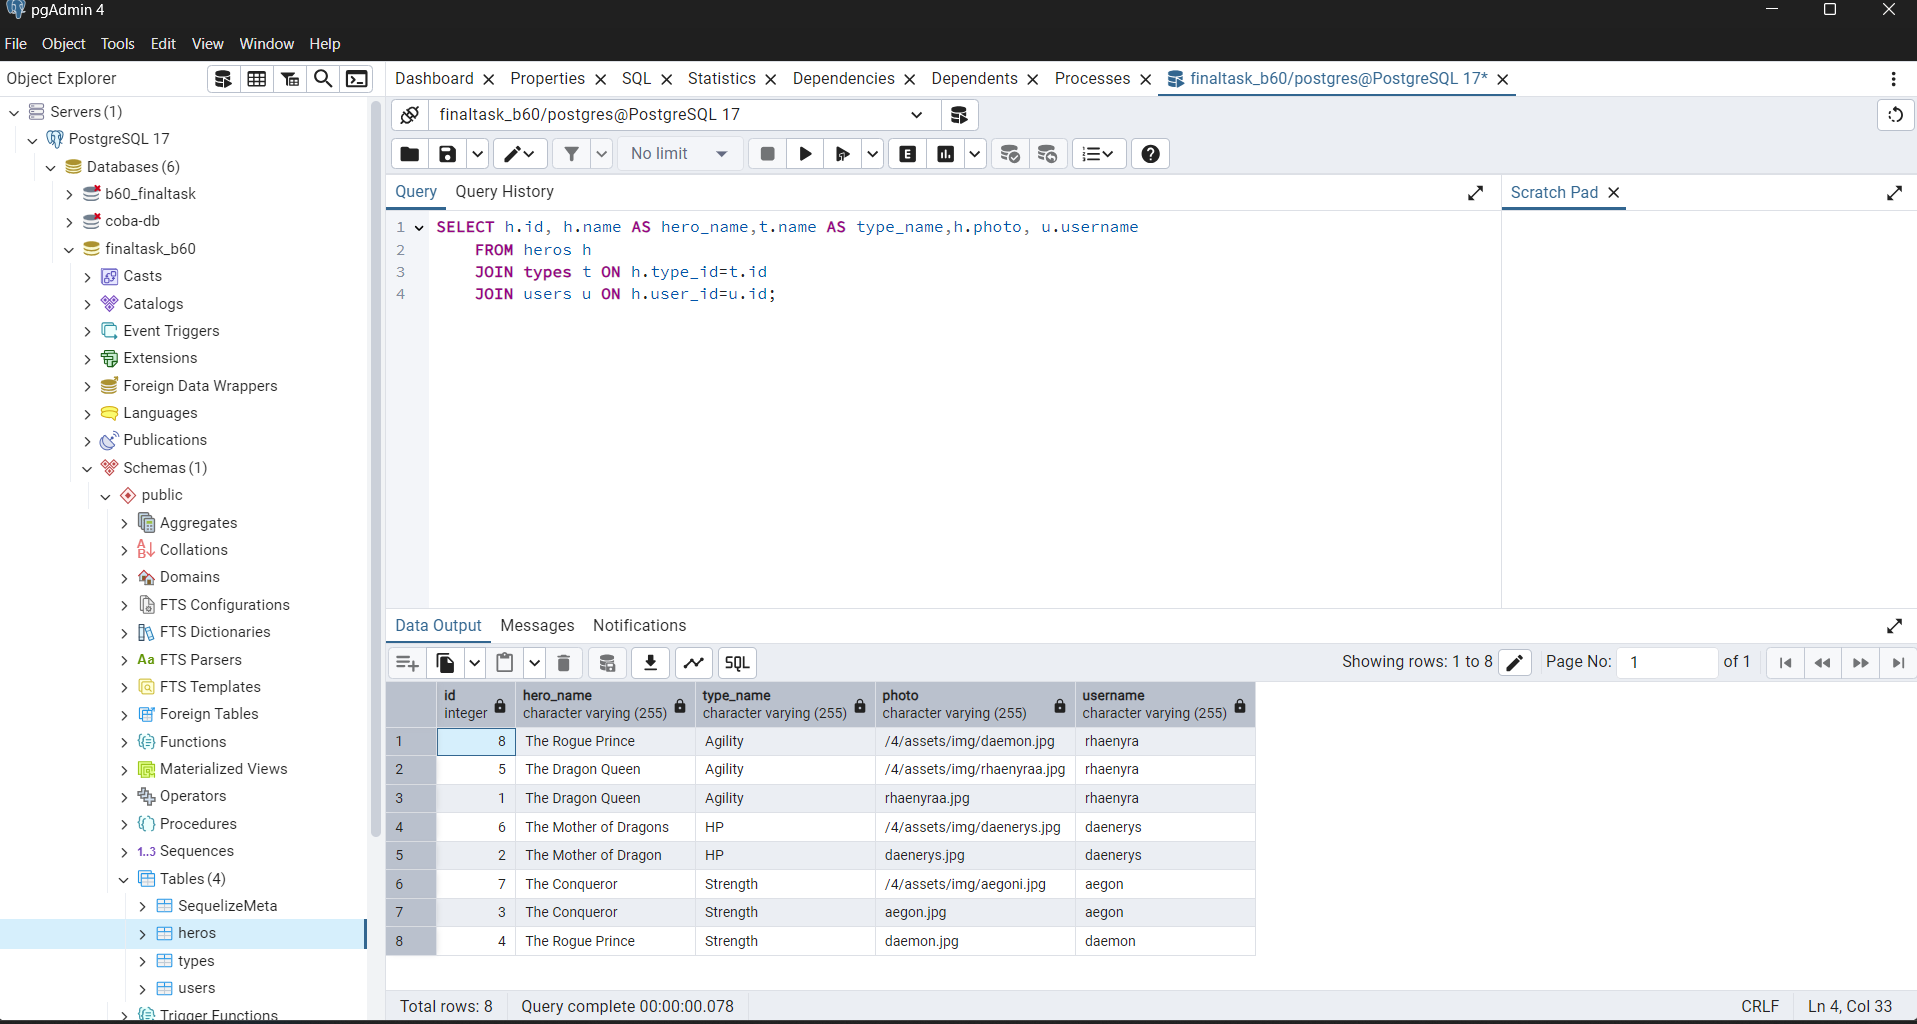 pgAdmin 4
File Object Tools Edit View Window Help
Object Explorer
Servers (1)
PostgreSQL 17
Databases (6)
b60_finaltask
coba-db
finaltask_b60
Casts
Catalogs
Event Triggers
Extensions
Foreign Data Wrappers
Languages
Publications
Schemas (1)
public
Aggregates
Collations
Domains
FTS Configurations
FTS Dictionaries
Aa FTS Parsers
FTS Templates
Foreign Tables
Functions
Materialized Views
Operators
Procedures
1..3 Sequences
Tables (4)
SequelizeMeta
heros
types
users
Trigger Functions
Dashboard Properties SQL Statistics Dependencies Dependents Processes finaltask_b60/postgres@PostgreSQL 17*
finaltask_b60/postgres@PostgreSQL 17
No limit E
Query Query History
Scratch Pad
1 SELECT h.id, h.name AS hero_name,t.name AS type_name,h.photo, u.username
2 FROM heros h
3 JOIN types t ON h.type_id=t.id
4 JOIN users u ON h.user_id=u.id;
Data Output Messages Notifications
SQL Showing rows: 1 to 8 Page No: 1 of 1
id hero_name type_name photo username
integer character varying (255) character varying (255) character varying (255) character varying (255)
1 8 The Rogue Prince Agility /4/assets/img/daemon.jpg rhaenyra
2 5 The Dragon Queen Agility /4/assets/img/rhaenyraa.jpg rhaenyra
3 1 The Dragon Queen Agility rhaenyraa.jpg rhaenyra
4 6 The Mother of Dragons HP /4/assets/img/daenerys.jpg daenerys
5 2 The Mother of Dragon HP daenerys.jpg daenerys
6 7 The Conqueror Strength /4/assets/img/aegoni.jpg aegon
7 3 The Conqueror Strength aegon.jpg aegon
8 4 The Rogue Prince Strength daemon.jpg daemon
Total rows: 8 Query complete 00:00:00.078 CRLF Ln 4, Col 33